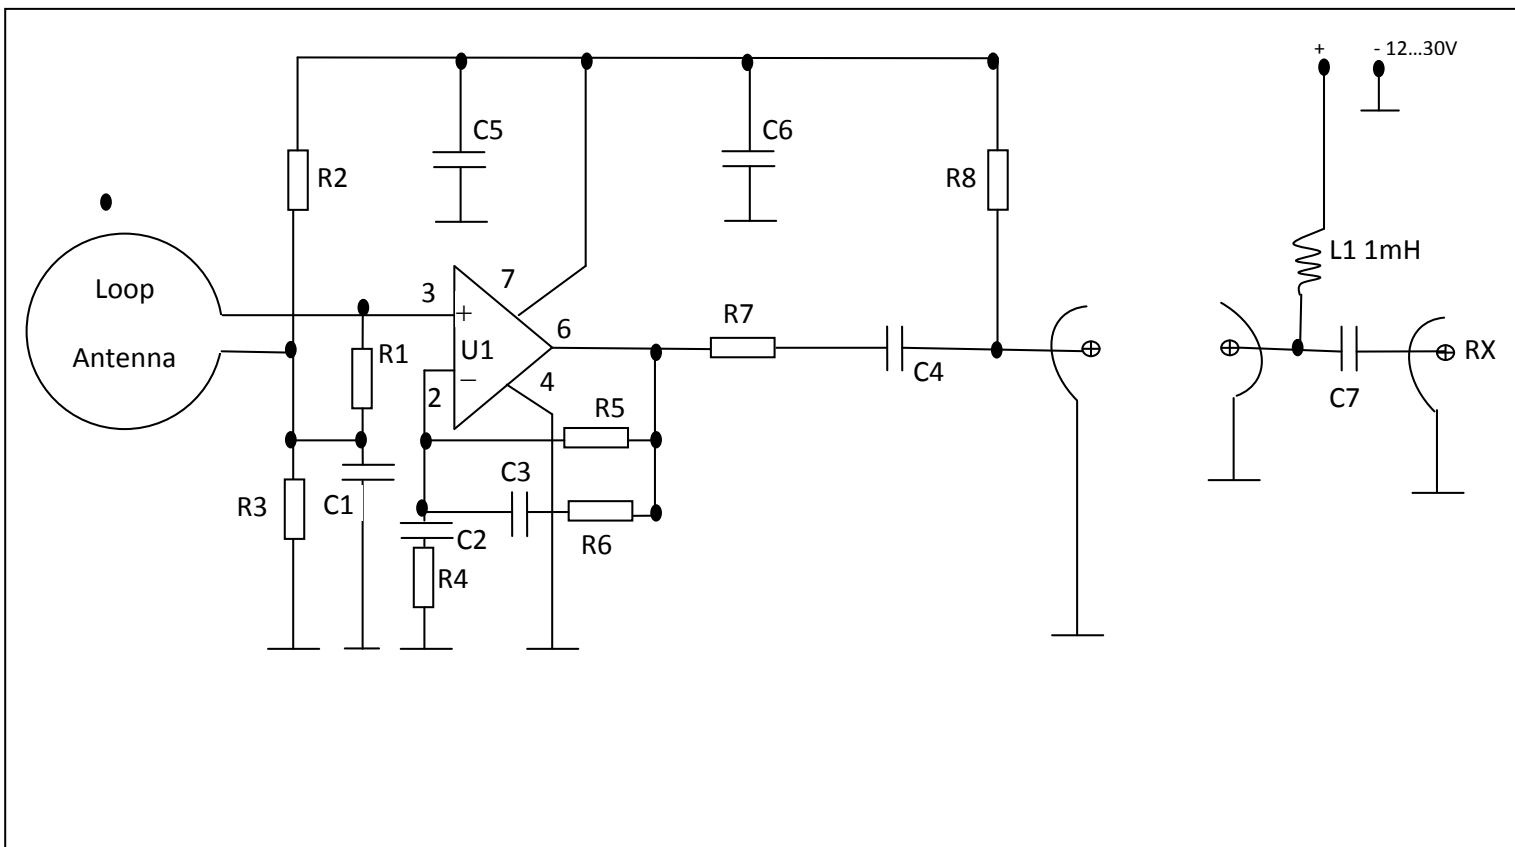 + - 12...30V
C5
C6
R2
R8
Loop
Antenna
L1 1mH
3
7
+
R7
6
R1
U1
RX
−
4
C4
2
C7
R5
C3
R3
C1
C2
R6
R4